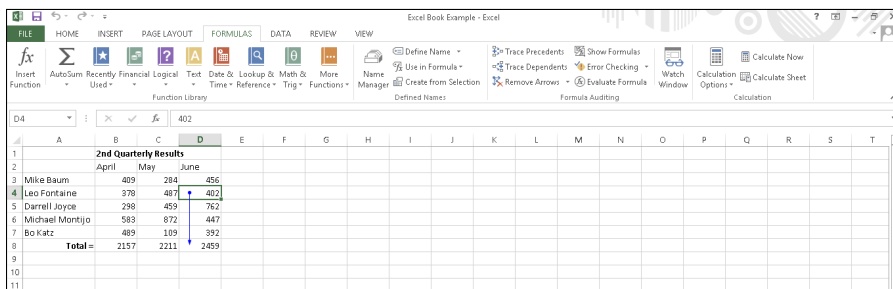 Excel Book Example - Excel
FILE HOME INSERT PAGE LAYOUT FORMULAS DATA REVIEW VIEW
fx Σ ? A θ
Insert Function AutoSum Recently Used Financial Logical Text Date & Time Lookup & Reference Math & Trig More Functions
Name Manager Define Name Use in Formula Create from Selection
Trace Precedents Trace Dependents Remove Arrows Show Formulas Error Checking Evaluate Formula
Watch Window Calculation Options Calculate Now Calculate Sheet
Function Library Defined Names Formula Auditing Calculation
D4 fx 402
A B C D E F G H I J K L M N O P Q R S T
1 2nd Quarterly Results
2 April May June
3 Mike Baum 409 284 456
4 Leo Fontaine 378 487 402
5 Darrell Joyce 298 459 762
6 Michael Montijo 583 872 447
7 Bo Katz 489 109 392
8 Total = 2157 2211 2459
9
10
11